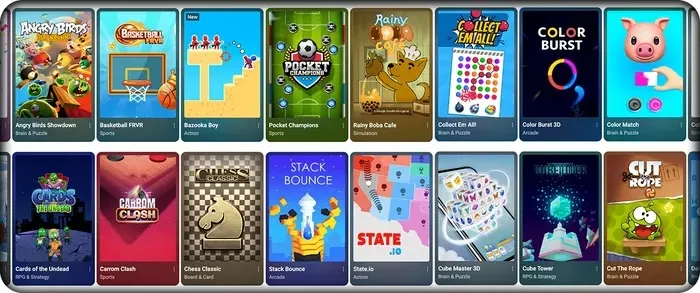 ANGRY BIRDS
SHOWDOWN!
BASKETBALL
FRVR
New
POCKET
CHAMPIONS
Rainy
BOBA
Cafe
COLLECT
EM ALL!
COLOR
BURST
Angry Birds Showdown
Brain & Puzzle
Basketball FRVR
Sports
Bazooka Boy
Action
Pocket Champions
Sports
Rainy Boba Cafe
Simulation
Collect Em All!
Brain & Puzzle
Color Burst 3D
Arcade
Color Match
Brain & Puzzle
CARDS
THE UNDEAD
CARROM
CLASH
CHESS
CLASSIC
STACK
BOUNCE
STATE
.IO
CUBE TOWER
CUT
THE
ROPE
Cards of the Undead
RPG & Strategy
Carrom Clash
Sports
Chess Classic
Board & Card
Stack Bounce
Arcade
State.io
Action
Cube Master 3D
Brain & Puzzle
Cube Tower
RPG & Strategy
Cut The Rope
Brain & Puzzle